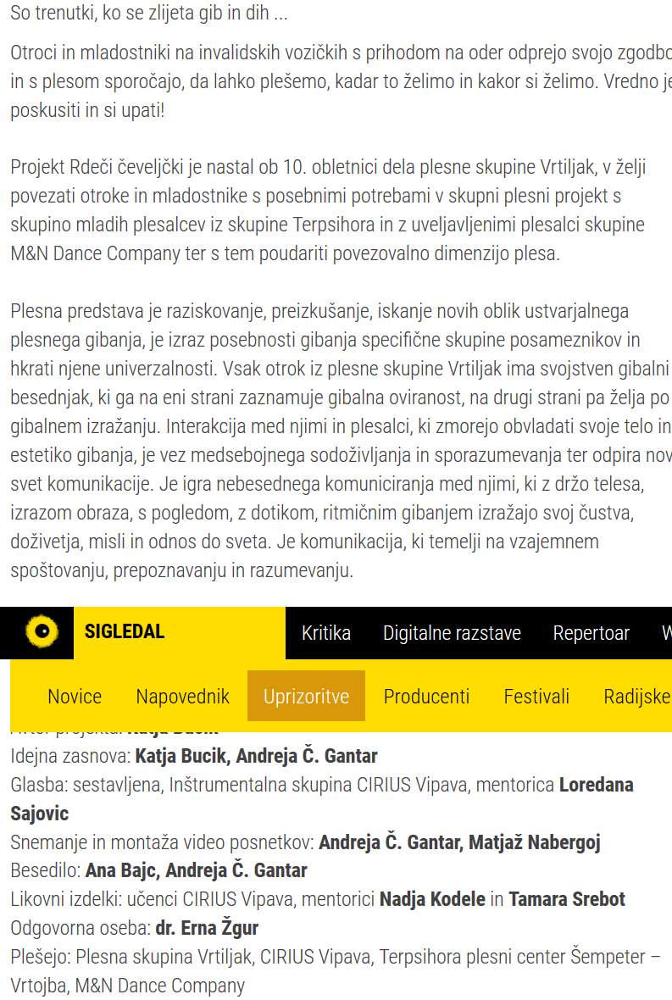 So trenutki, ko se zlijeta gib in dih ...
Otroci in mladostniki na invalidskih vozičkih s prihodom na oder odprejo svojo
in s plesom sporočajo, da lahko plešemo, kadar to želimo in kakor si želimo. Vredno
poskusiti in si upati!
Projekt Rdeči čeveljčki je nastal ob 10. obletnici dela plesne skupine Vrtiljak, v želji
povezati otroke in mladostnike s posebnimi potrebami v skupni plesni projekt s
skupino mladih plesalcev iz skupine Terpsihora in z uveljavljenimi plesalci skupine
M&N Dance Company ter s tem poudariti povezovalno dimenzijo plesa.
Plesna predstava je raziskovanje, preizkušanje, iskanje novih oblik ustvarjalnega
plesnega gibanja, je izraz posebnosti gibanja specifične skupine posameznikov in
hkrati njene univerzalnosti. Vsak otrok iz plesne skupine Vrtiljak ima svojstven gibalni
besednjak, ki ga na eni strani zaznamuje gibalna oviranost, na drugi strani pa želja po
gibalnem izražanju. Interakcija med njimi in plesalci, ki zmorejo obvladati svoje telo in
estetiko gibanja, je vez medsebojnega sodoživljanja in sporazumevanja ter odpira
svet komunikacije. Je igra nebesednega komuniciranja med njimi, ki z držo telesa,
izrazom obraza, s pogledom, z dotikom, ritmičnim gibanjem izražajo svoj čustva,
doživetja, misli in odnos do sveta. Je komunikacija, ki temelji na vzajemnem
spoštovanju, prepoznavanju in razumevanju.
SIGLEDAL Kritika Digitalne razstave Repertoar
Novice Napovednik Uprizoritve Producenti Festivali Radijske
Idejna zasnova: Katja Bucik, Andreja Č. Gantar
Glasba: sestavljena, Inštrumentalna skupina CIRIUS Vipava, mentorica Loredana
Sajovic
Snemanje in montaža video posnetkov: Andreja Č. Gantar, Matjaž Nabergoj
Besedilo: Ana Bajc, Andreja Č. Gantar
Likovni izdelki: učenci CIRIUS Vipava, mentorici Nadja Kodele in Tamara Srebot
Odgovorna oseba: dr. Erna Žgur
Plešejo: Plesna skupina Vrtiljak, CIRIUS Vipava, Terpsihora plesni center Šempeter –
Vrtojba, M&N Dance Company